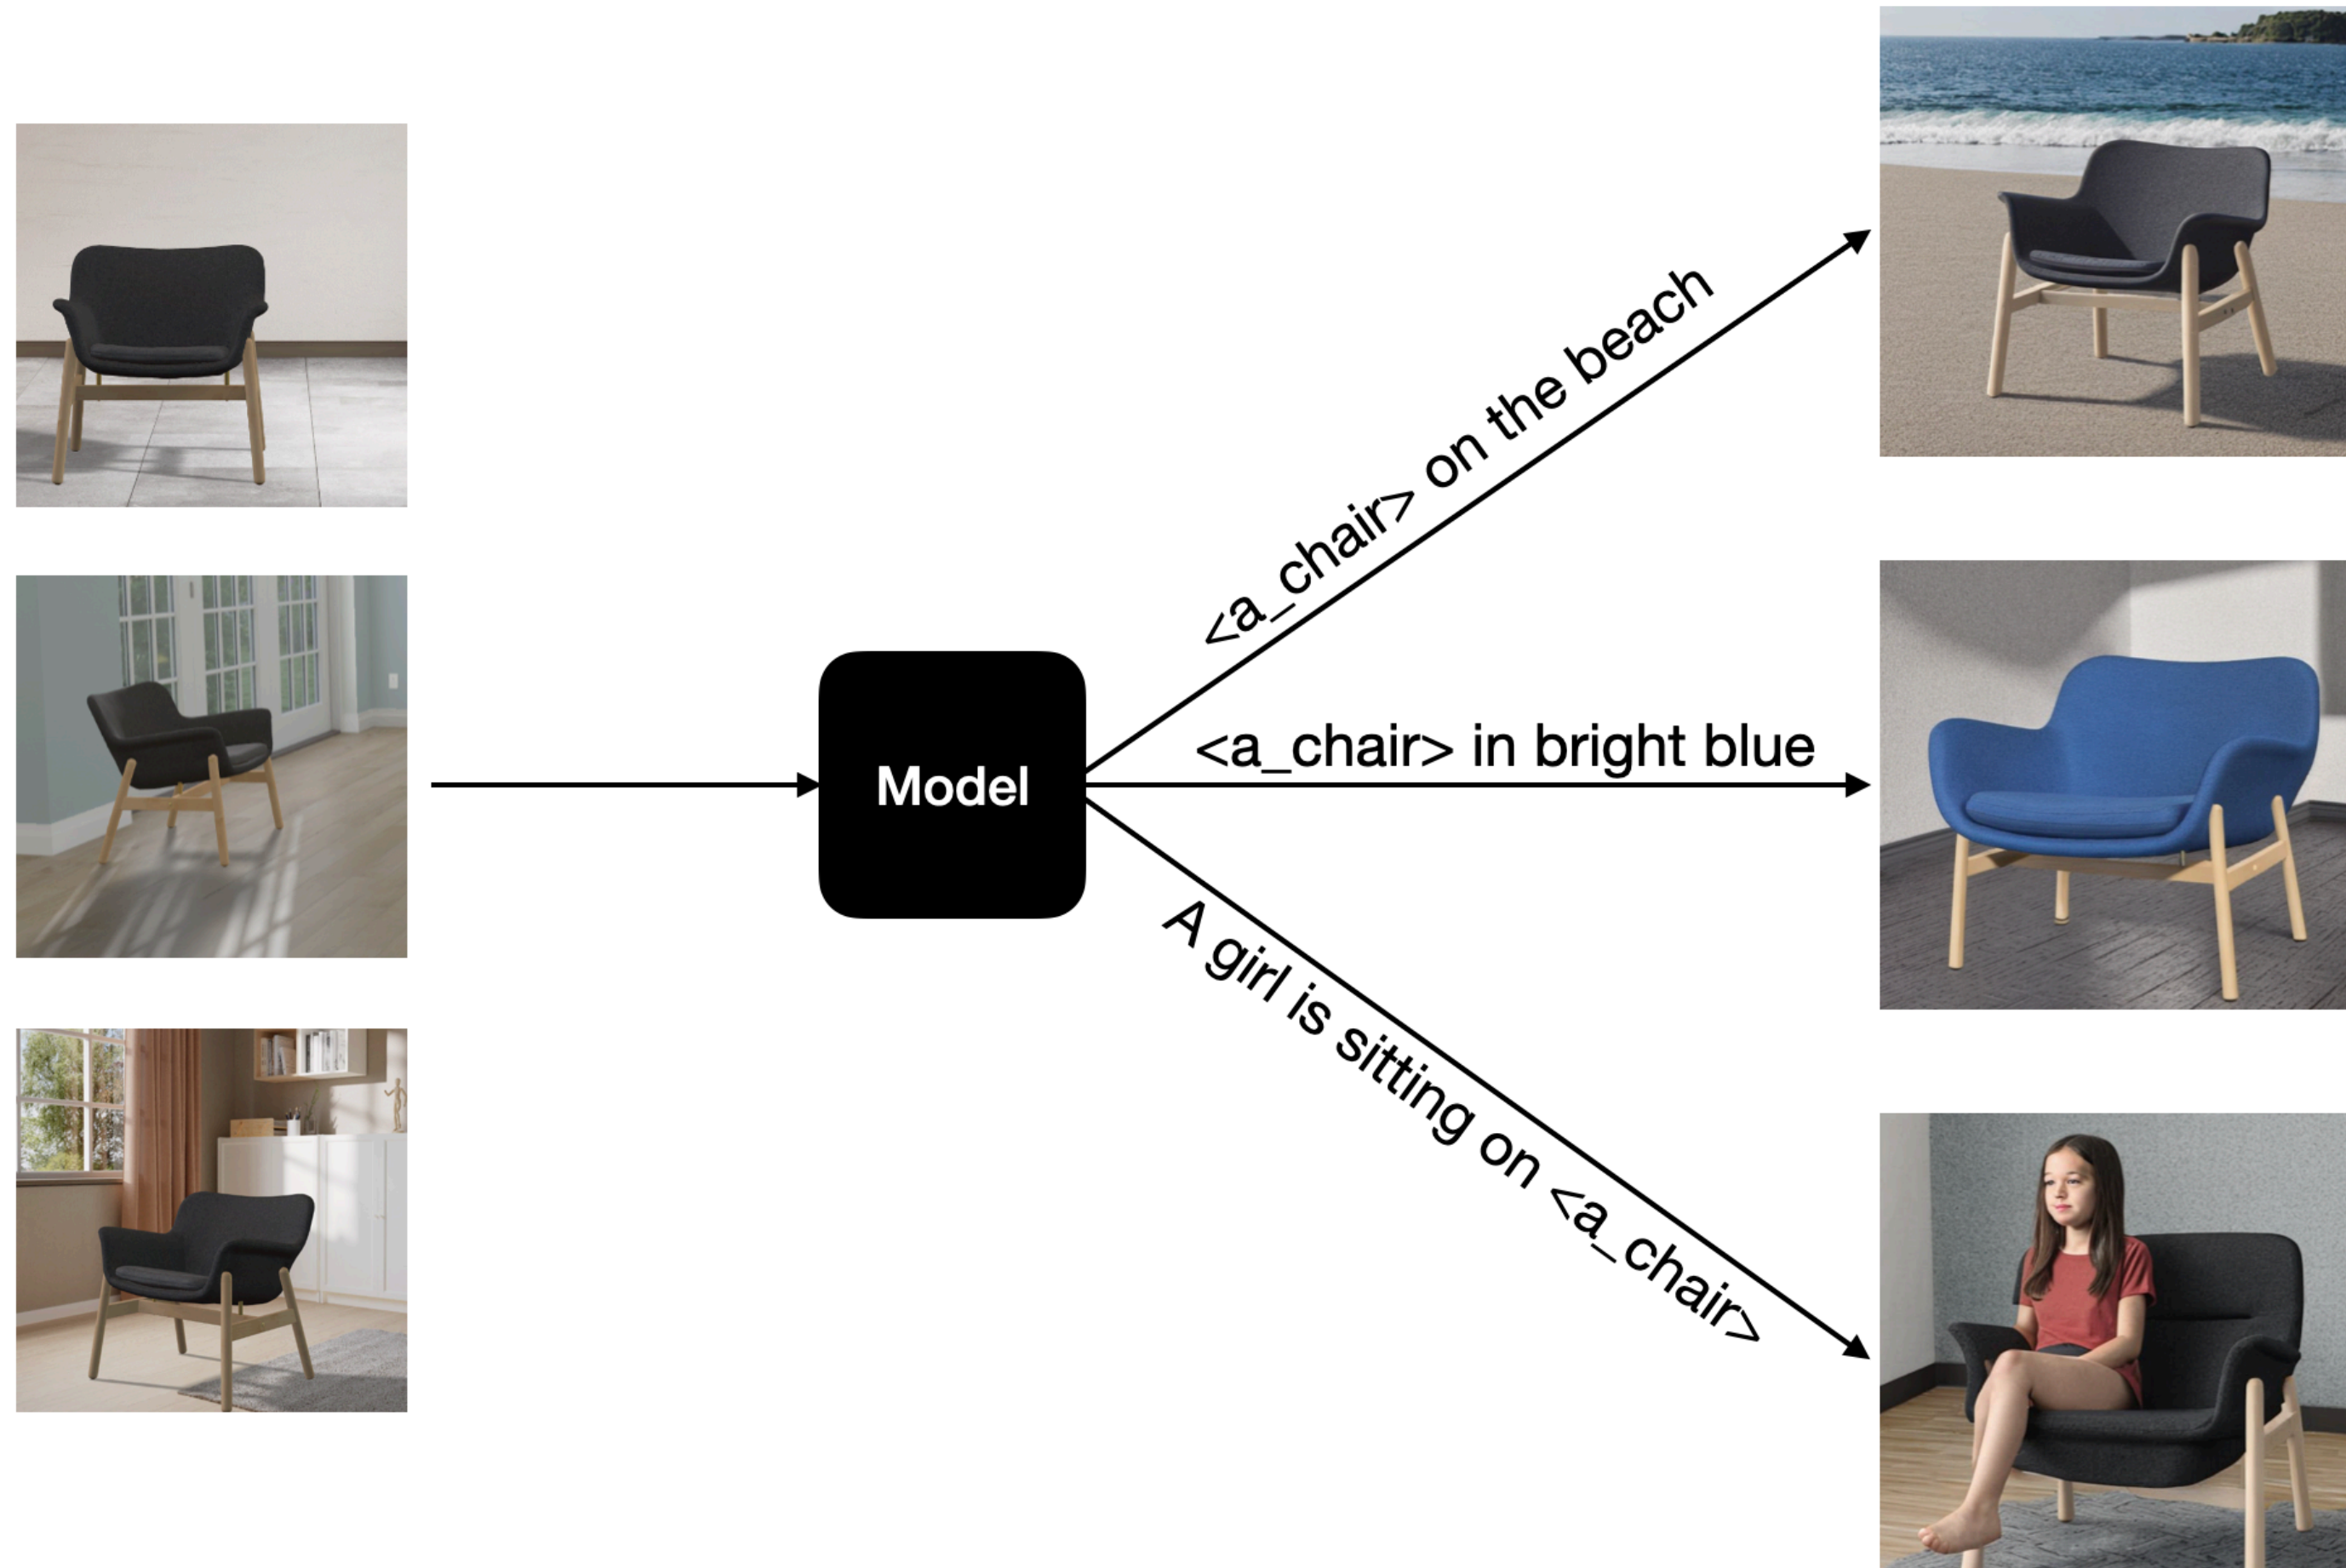 <a_chair> on the beach
<a_chair> in bright blue
Model
A girl is sitting on <a_chair>